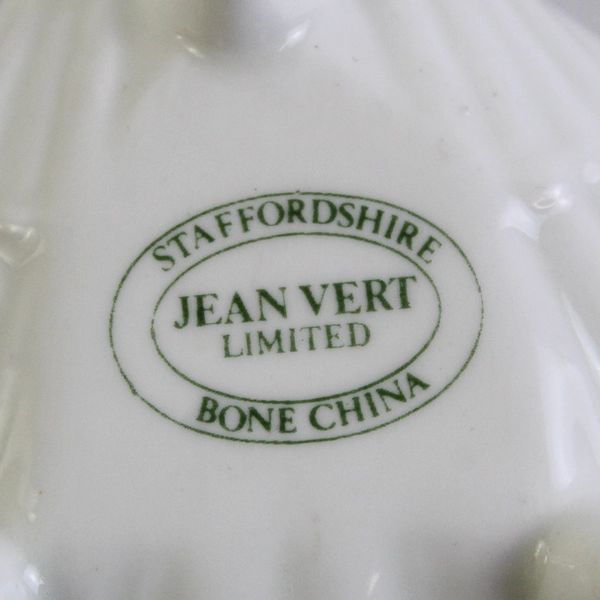 STAFFORDSHIRE
JEAN VERT
LIMITED
BONE CHINA